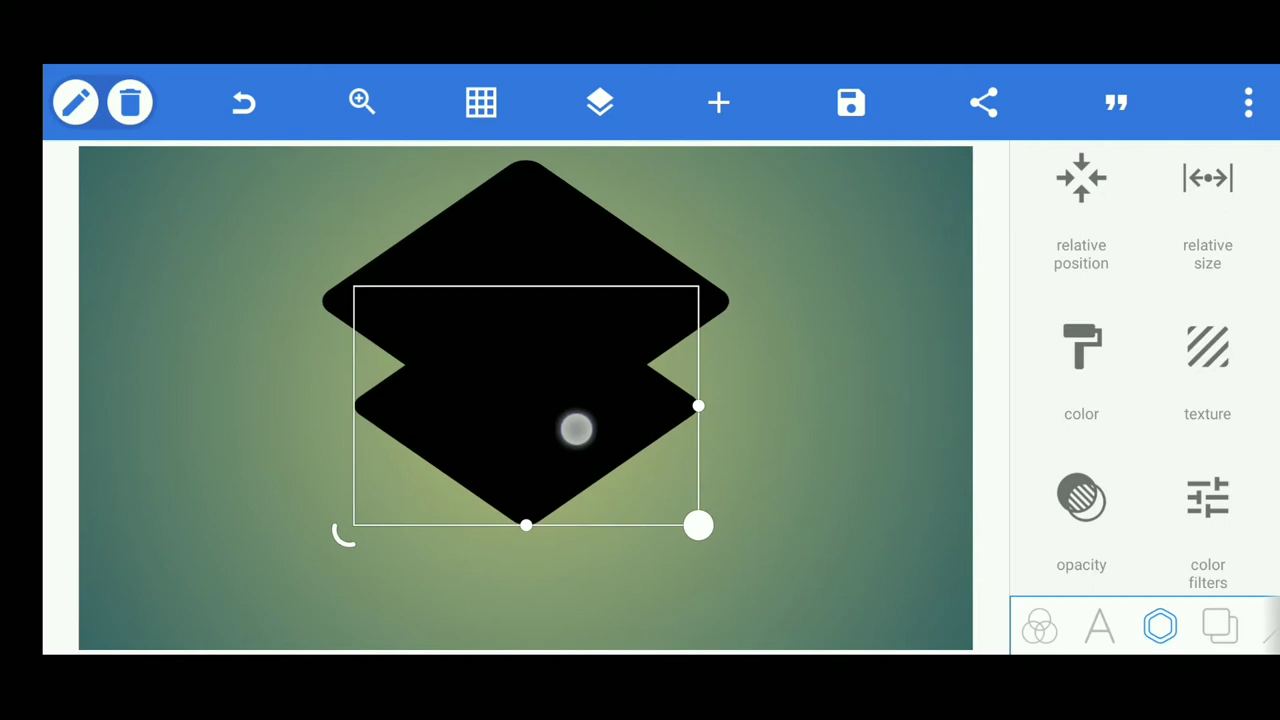 relative
position
relative
size
color
texture
opacity
color
filters